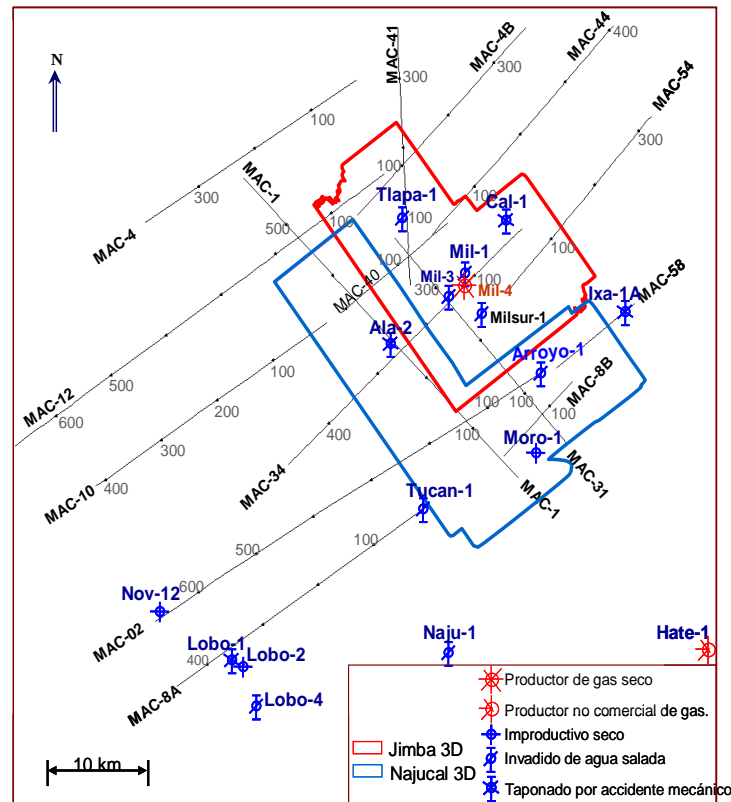 N
MAC-41
MAC-4B
MAC-44
400
300
300
MAC-54
100
300
MAC-1
300
100
100
MAC-4
Tlapa-1
Cal-1
500
100
100
100
100
Mil-1
MAC-40
Mil-3
100
300
Mil-4
MAC-58
Ixa-1A
Milsur-1
Ala-2
Arroyo-1
100
500
MAC-8B
MAC-12
600
200
100
100
100
100
300
400
Moro-1
MAC-10
400
MAC-34
MAC-31
MAC-1
Tucan-1
500
100
600
Nov-12
MAC-02
Lobo-1
Naju-1
Hate-1
400
Lobo-2
MAC-8A
Lobo-4
Productor de gas seco
Productor no comercial de gas.
Improductivo seco
Jimba 3D
Invadido de agua salada
Najucal 3D
Taponado por accidente mecánico
10 km